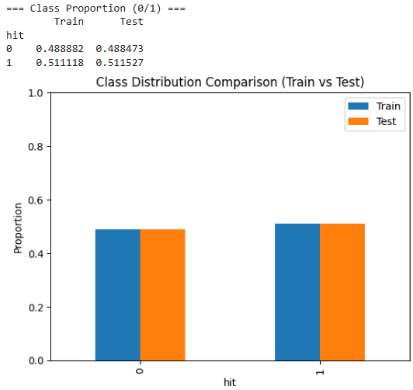 === Class Proportion (0/1) ===
Train Test
hit
0 0.488882 0.488473
1 0.511118 0.511527
Class Distribution Comparison (Train vs Test)
Train
Test
1.0
0.8
0.6
0.4
0.2
0.0
Proportion
0
1
hit